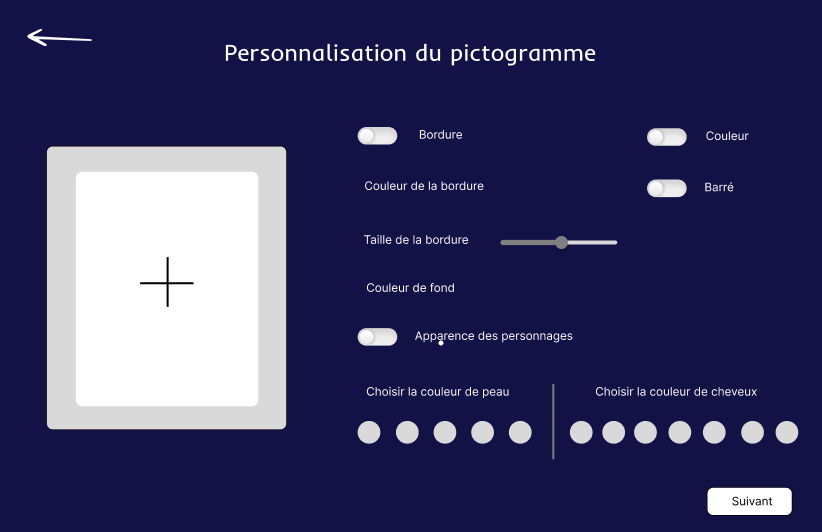 Personnalisation du pictogramme
Bordure
Couleur
Couleur de la bordure
Barré
Taille de la bordure
Couleur de fond
Apparence des personnages
Choisir la couleur de peau
Choisir la couleur de cheveux
Suivant